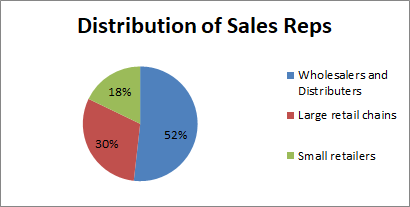 Distribution of Sales Reps
18%
30%
52%
Wholesalers and
Distributers
Large retail chains
Small retailers